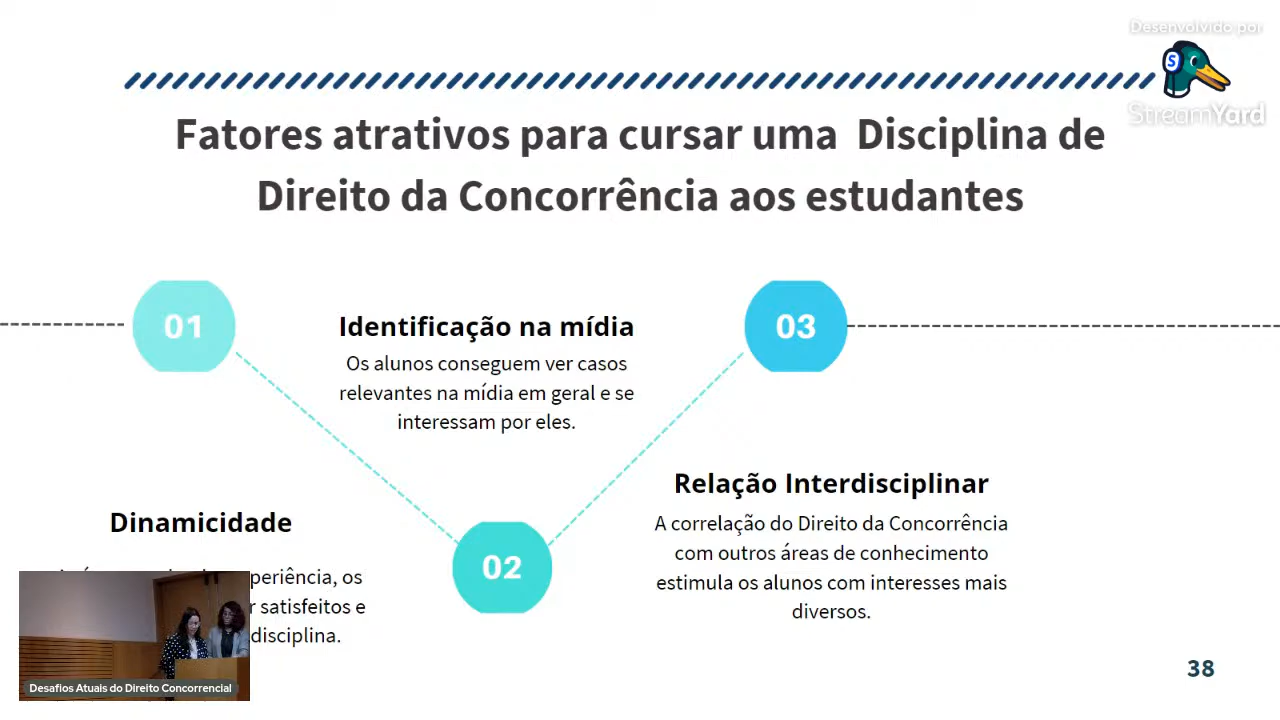 Desenvolvido por
StreamYard
Fatores atrativos para cursar uma Disciplina de
Direito da Concorrência aos estudantes
01
Identificação na mídia
Os alunos conseguem ver casos
relevantes na mídia em geral e se
interessam por eles.
03
Dinamicidade
periência, os
satisfeitos e
disciplina.
02
Relação Interdisciplinar
A correlação do Direito da Concorrência
com outros áreas de conhecimento
estimula os alunos com interesses mais
diversos.
Desafios Atuais do Direito Concorrencial
38